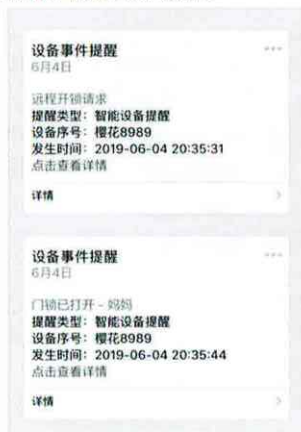 设备事件提醒
6月4日
远程开锁请求
提醒类型：智能设备提醒
设备序号：樱花8989
发生时间：2019-06-04 20:35:31
点击查看详情
详情
设备事件提醒
6月4日
门锁已打开 - 妈妈
提醒类型：智能设备提醒
设备序号：樱花8989
发生时间：2019-06-04 20:35:44
点击查看详情
详情